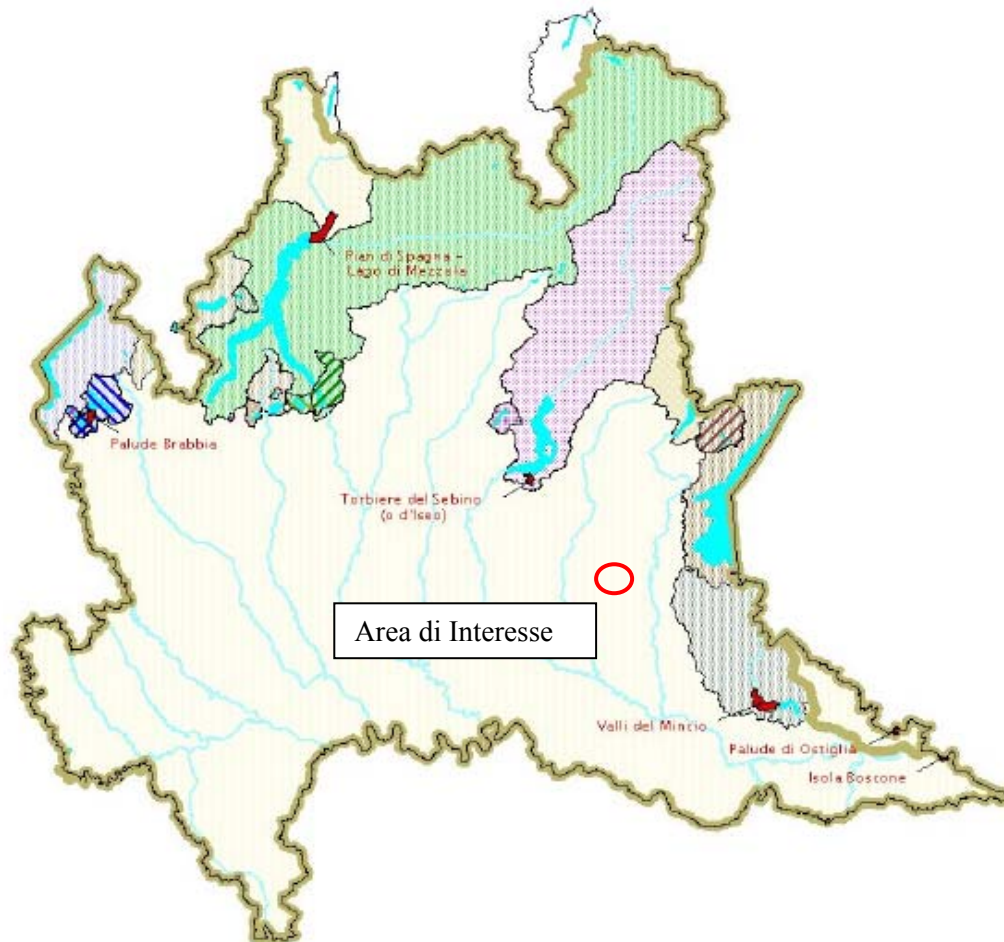 Pian di Spagna -
Lago di Mezzola
Palude Brabbia
Torbiere del Sebino
(o d'Iseo)
Area di Interesse
Valli del Mincio
Palude di Ostiglia
Isola Boscone